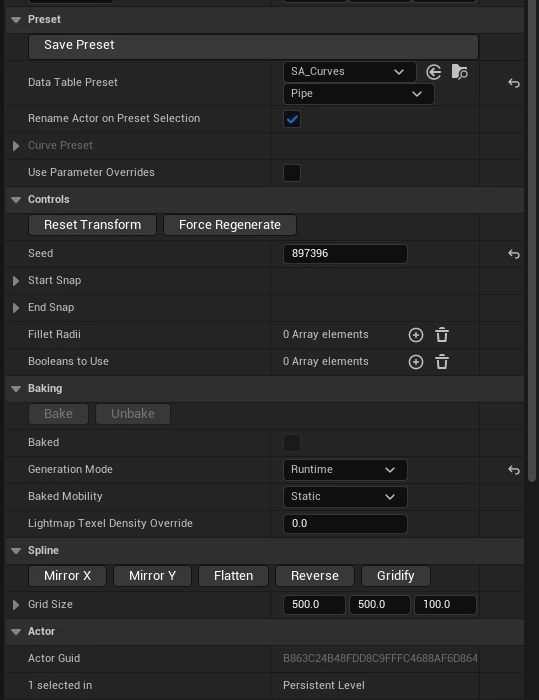 Preset
Save Preset
Data Table Preset
SA_Curves
Pipe
Rename Actor on Preset Selection
Curve Preset
Use Parameter Overrides
Controls
Reset Transform Force Regenerate
Seed 897396
Start Snap
End Snap
Fillet Radii 0 Array elements
Booleans to Use 0 Array elements
Baking
Bake Unbake
Baked
Generation Mode Runtime
Baked Mobility Static
Lightmap Texel Density Override 0.0
Spline
Mirror X Mirror Y Flatten Reverse Gridify
Grid Size 500.0 500.0 100.0
Actor
Actor Guid B863C24B48FDD8C9FFFC4688AF6D864
1 selected in Persistent Level